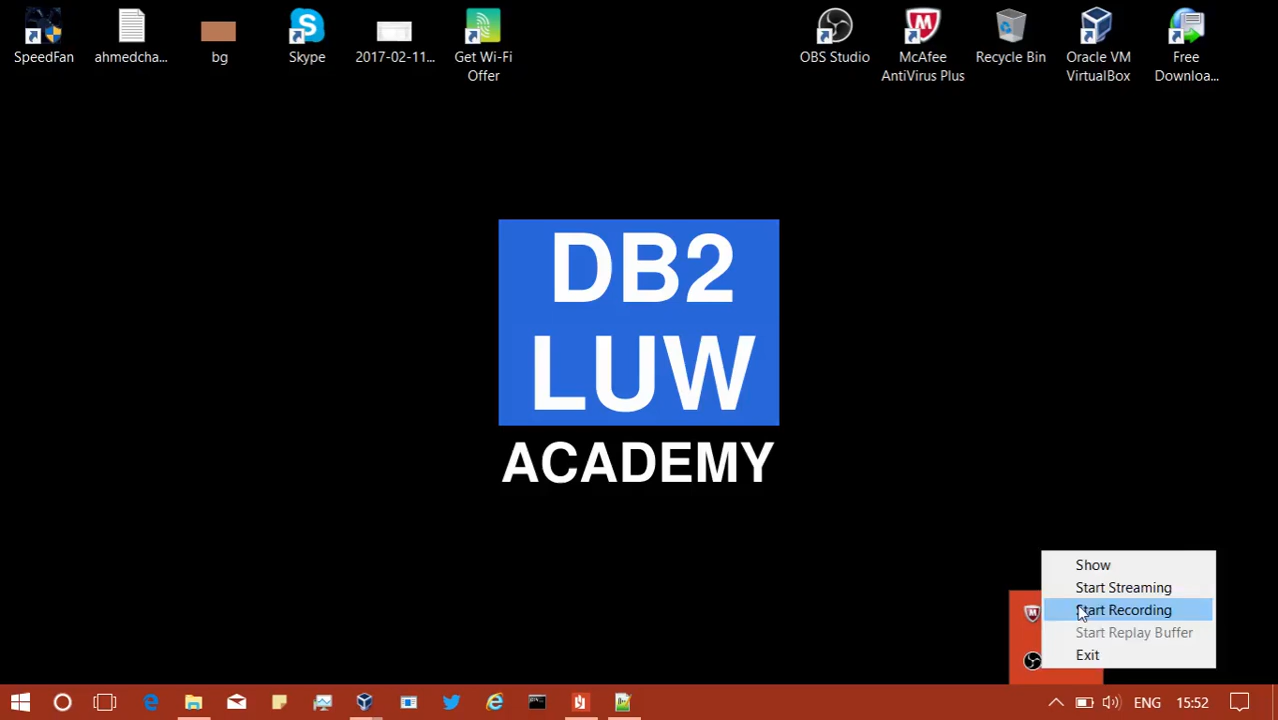 SpeedFan
ahmedcha...
bg
Skype
2017-02-11...
Get Wi-Fi
Offer
OBS Studio
McAfee
AntiVirus Plus
Recycle Bin
Oracle VM
VirtualBox
Free
Downloa...
DB2
LUW
ACADEMY
Show
Start Streaming
Start Recording
Start Replay Buffer
Exit
ENG
15:52